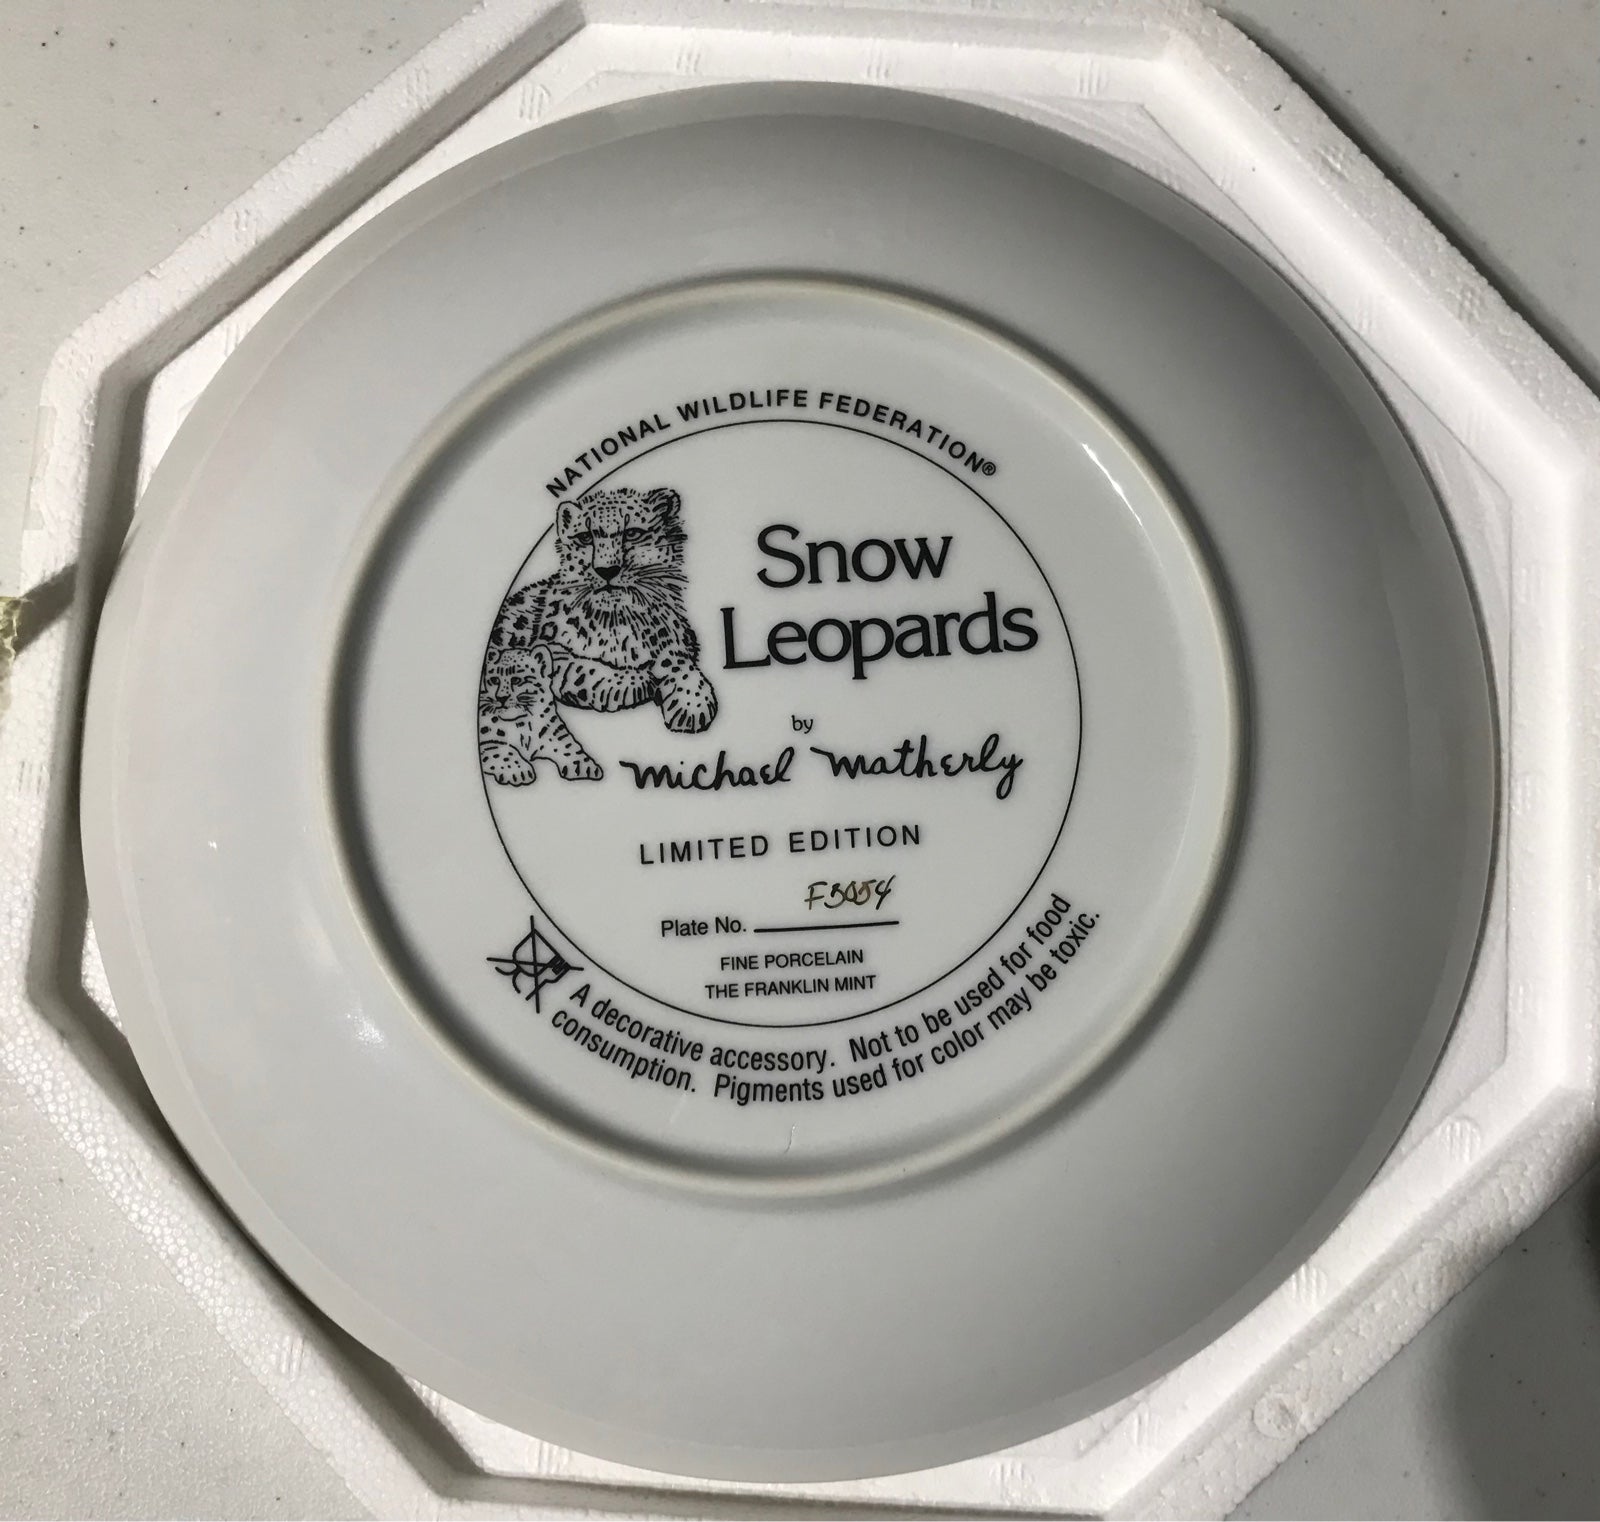 NATIONAL WILDLIFE FEDERATION®
Snow
Leopards
by
Michael Matherly
LIMITED EDITION
Plate No. F3054
FINE PORCELAIN
THE FRANKLIN MINT
A decorative accessory. Not to be used for food
consumption. Pigments used for color may be toxic.